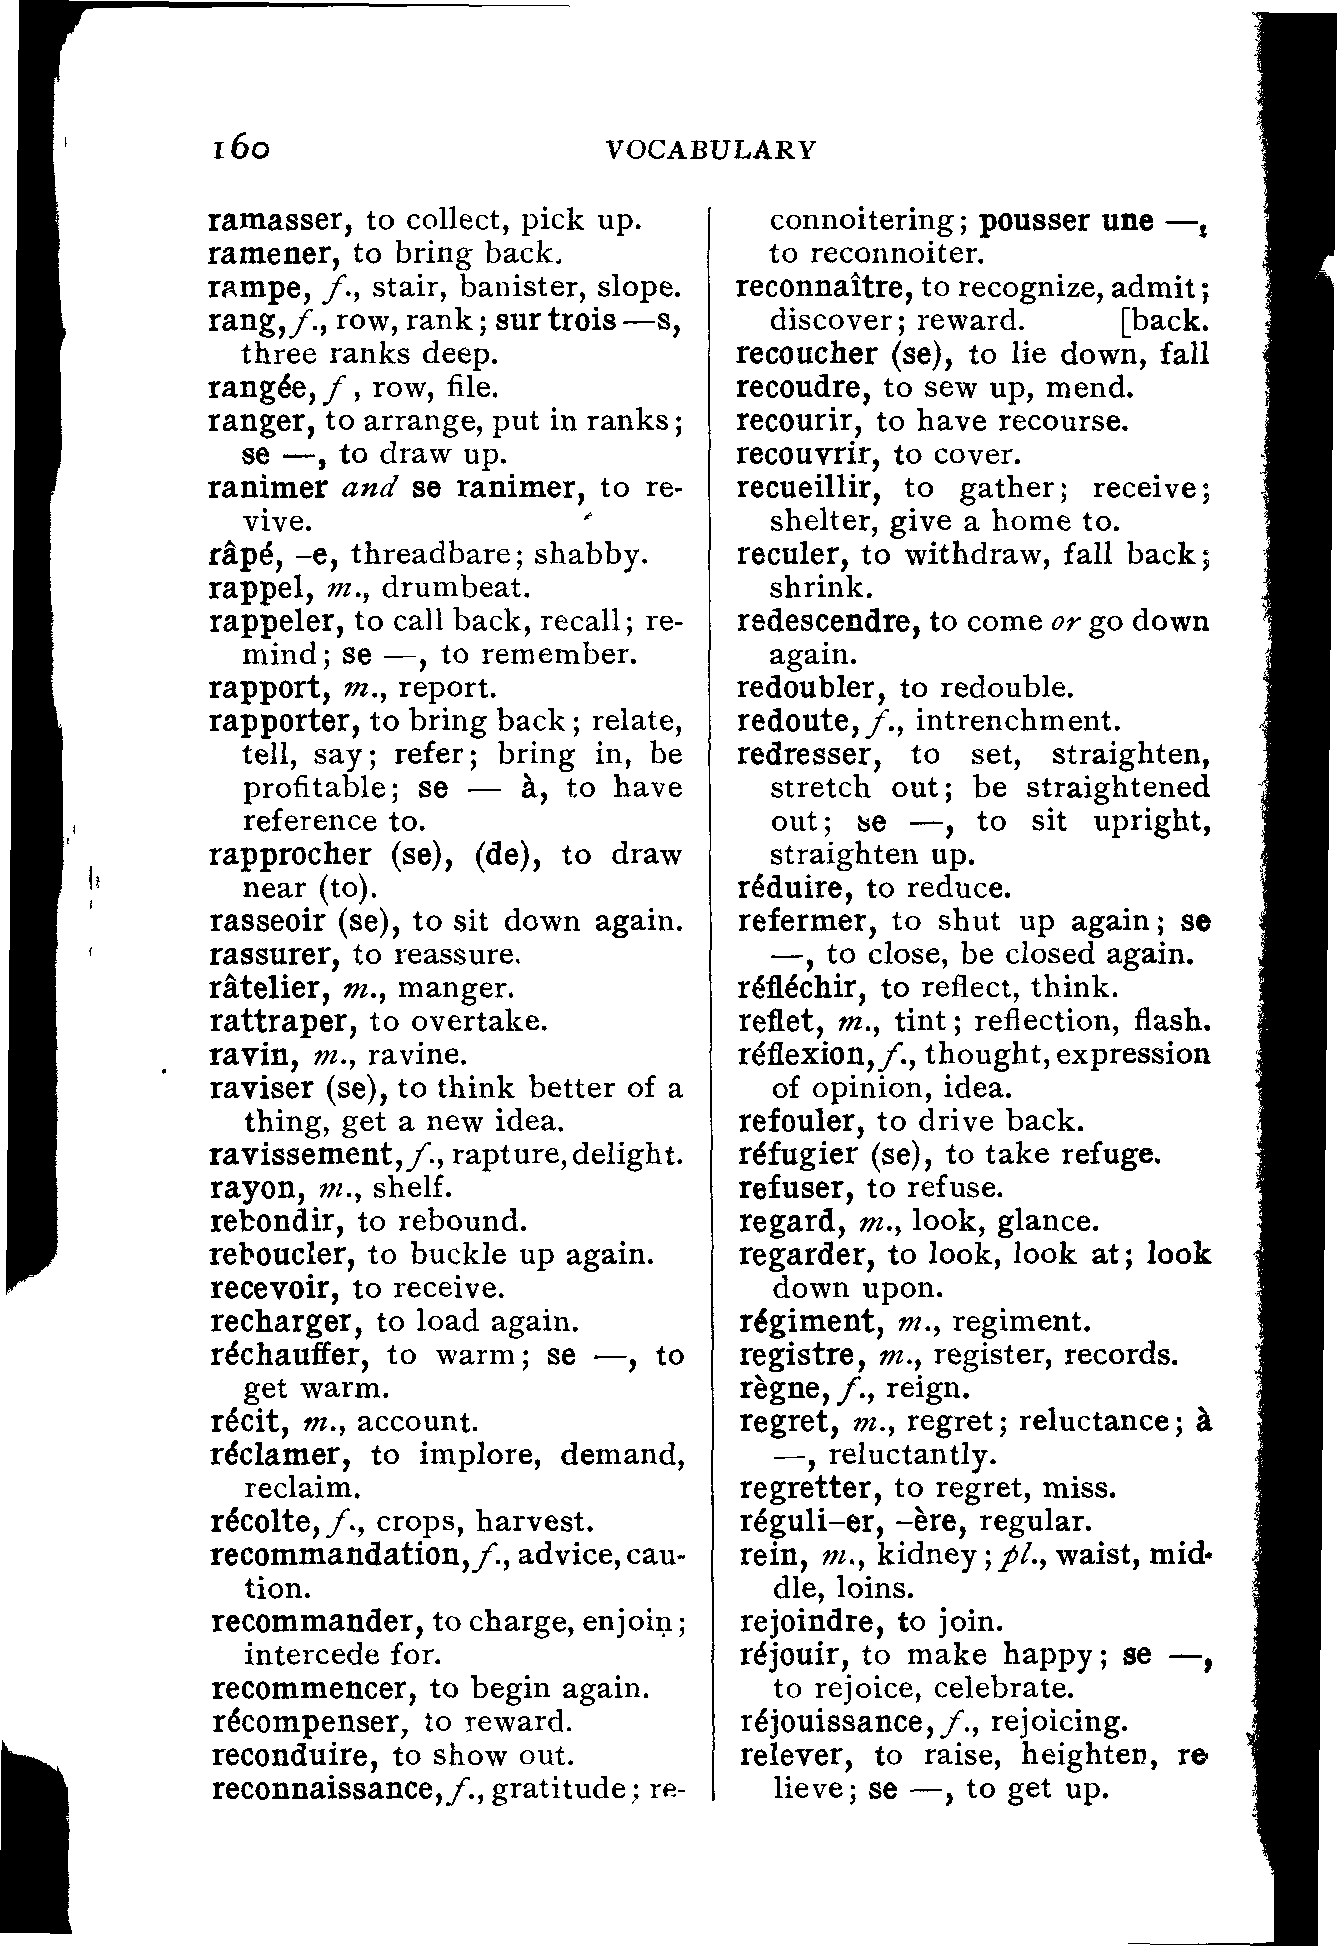 160
VOCABULARY
ramasser, to collect, pick up.
ramener, to bring back.
rampe, f., stair, banister, slope.
rang, f., row, rank; sur trois —s,
three ranks deep.
rangée, f, row, file.
ranger, to arrange, put in ranks;
se —, to draw up.
ranimer and se ranimer, to re-
vive.
râpé, –e, threadbare; shabby.
rappel, m., drumbeat.
rappeler, to call back, recall; re-
mind; se —, to remember.
rapport, m., report.
rapporter, to bring back; relate,
tell, say; refer; bring in, be
profitable; se — à, to have
reference to.
rapprocher (se), (de), to draw
near (to).
rasseoir (se), to sit down again.
rassurer, to reassure.
râtelier, m., manger.
rattraper, to overtake.
ravin, m., ravine.
raviser (se), to think better of a
thing, get a new idea.
ravissement, f., rapture, delight.
rayon, m., shelf.
rebondir, to rebound.
reboucler, to buckle up again.
recevoir, to receive.
recharger, to load again.
réchauffer, to warm; se —, to
get warm.
récit, m., account.
réclamer, to implore, demand,
reclaim.
récolte, f., crops, harvest.
recommandation, f., advice, cau-
tion.
recommander, to charge, enjoin;
intercede for.
recommencer, to begin again.
récompenser, to reward.
reconduire, to show out.
reconnaissance, f., gratitude; re-
connoitering; pousser une —,
to reconnoiter.
reconnaître, to recognize, admit;
discover; reward. [back.
recoucher (se), to lie down, fall
recoudre, to sew up, mend.
recourir, to have recourse.
recouvrir, to cover.
recueillir, to gather; receive;
shelter, give a home to.
reculer, to withdraw, fall back;
shrink.
redescendre, to come or go down
again.
redoubler, to redouble.
redoute, f., intrenchment.
redresser, to set, straighten,
stretch out; be straightened
out; se —, to sit upright,
straighten up.
réduire, to reduce.
refermer, to shut up again; se
—, to close, be closed again.
réfléchir, to reflect, think.
reflet, m., tint; reflection, flash.
réflexion, f., thought, expression
of opinion, idea.
refouler, to drive back.
réfugier (se), to take refuge.
refuser, to refuse.
regard, m., look, glance.
regarder, to look, look at; look
down upon.
régiment, m., regiment.
registre, m., register, records.
règne, f., reign.
regret, m., regret; reluctance; à
—, reluctantly.
regretter, to regret, miss.
réguli–er, –ère, regular.
rein, m., kidney; pl., waist, mid-
dle, loins.
rejoindre, to join.
réjouir, to make happy; se —,
to rejoice, celebrate.
réjouissance, f., rejoicing.
relever, to raise, heighten, re
lieve; se —, to get up.